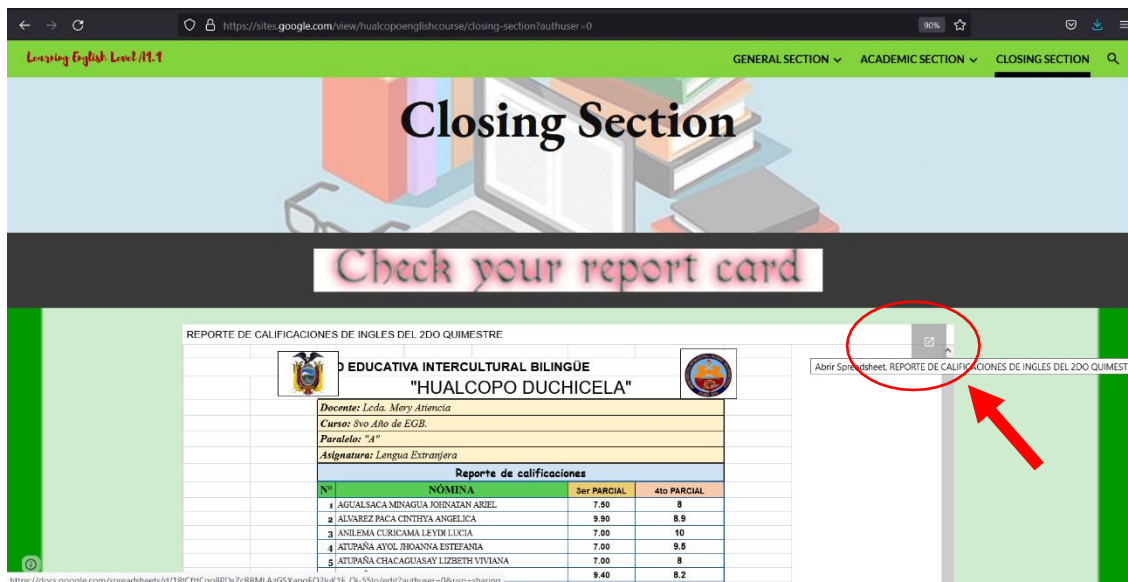 https://sites.google.com/view/hualcopoenglishcourse/closing-section?authuser=0
90%
Learning English Level A1.1
GENERAL SECTION
ACADEMIC SECTION
CLOSING SECTION
Closing Section
Check your report card
REPORTE DE CALIFICACIONES DE INGLES DEL 2DO QUIMESTRE
Abrir Spreadsheet, REPORTE DE CALIFICACIONES DE INGLES DEL 2DO QUIMEST
D EDUCATIVA INTERCULTURAL BILINGÜE
"HUALCOPO DUCHICELA"
Docente: Lcda. Mery Atiencia
Curso: 8vo Año de EGB.
Paralelo: "A"
Asignatura: Lengua Extranjera
Reporte de calificaciones
Nº NÓMINA 3er PARCIAL 4to PARCIAL
1 AGUALSACA MINAGUA JOHNATAN ARIEL 7.50 8
2 ALVAREZ PACA CINTHYA ANGELICA 9.90 8.9
3 ANILEMA CURICAMA LEYDI LUCIA 7.00 10
4 ATUPAÑA AYOL JHOANNA ESTEFANIA 7.00 9.5
5 ATUPAÑA CHACAGUASAY LIZBETH VIVIANA 7.00 8
9.40 8.2